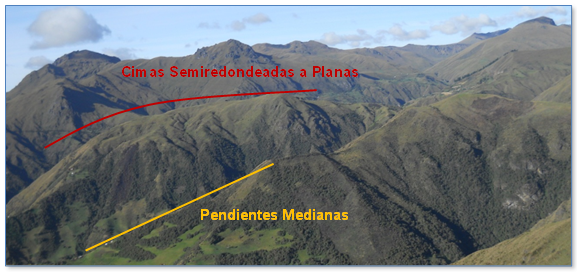 Cimas Semiredondeadas a Planas
Pendientes Medianas